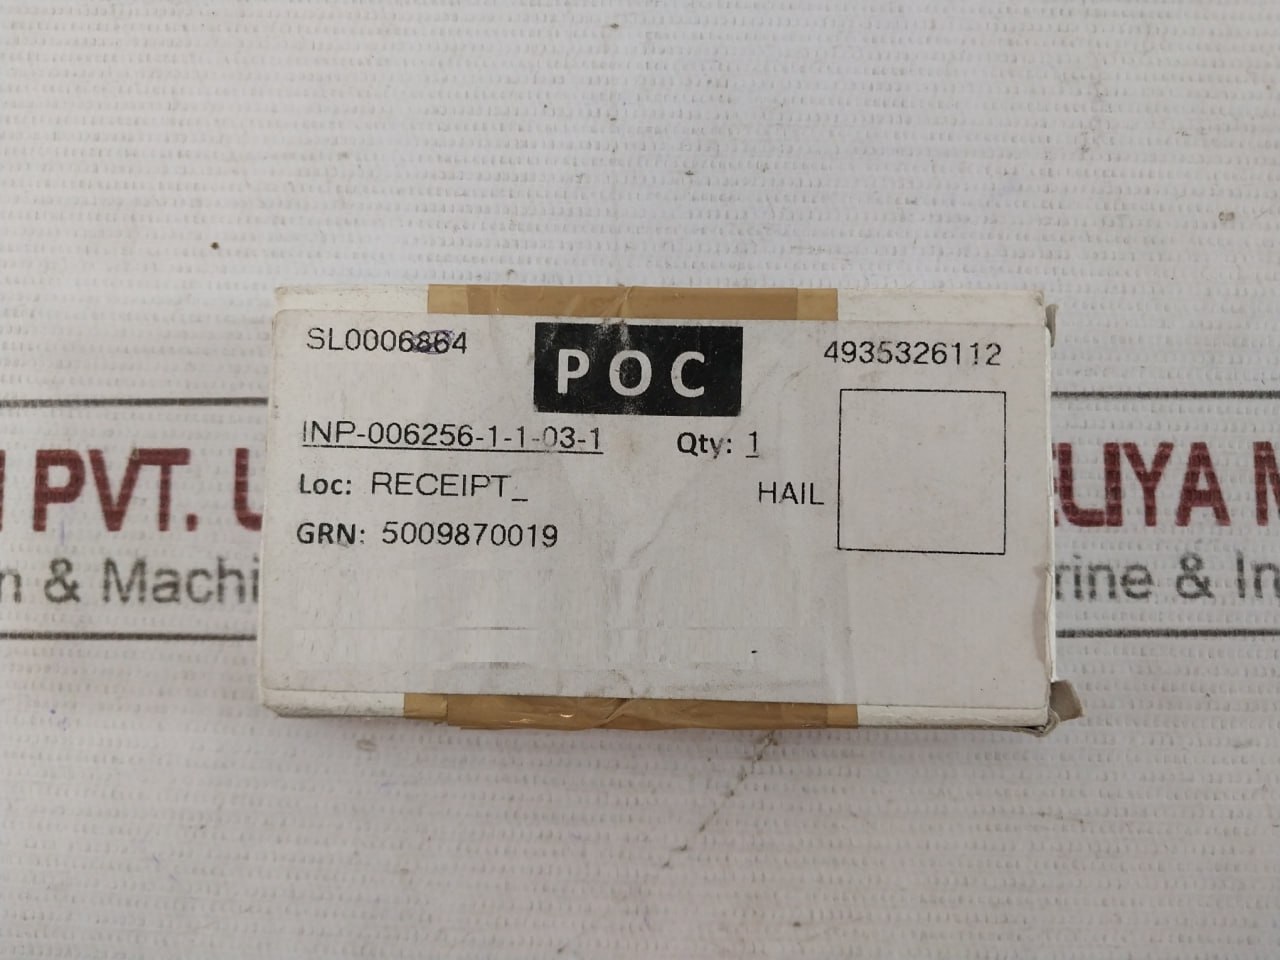 SL0006864
POC
4935326112
INP-006256-1-1-03-1
Qty: 1
Loc: RECEIPT_
HAIL
GRN: 5009870019
PVT. U
ELIYA M
n & Machi
rine & In